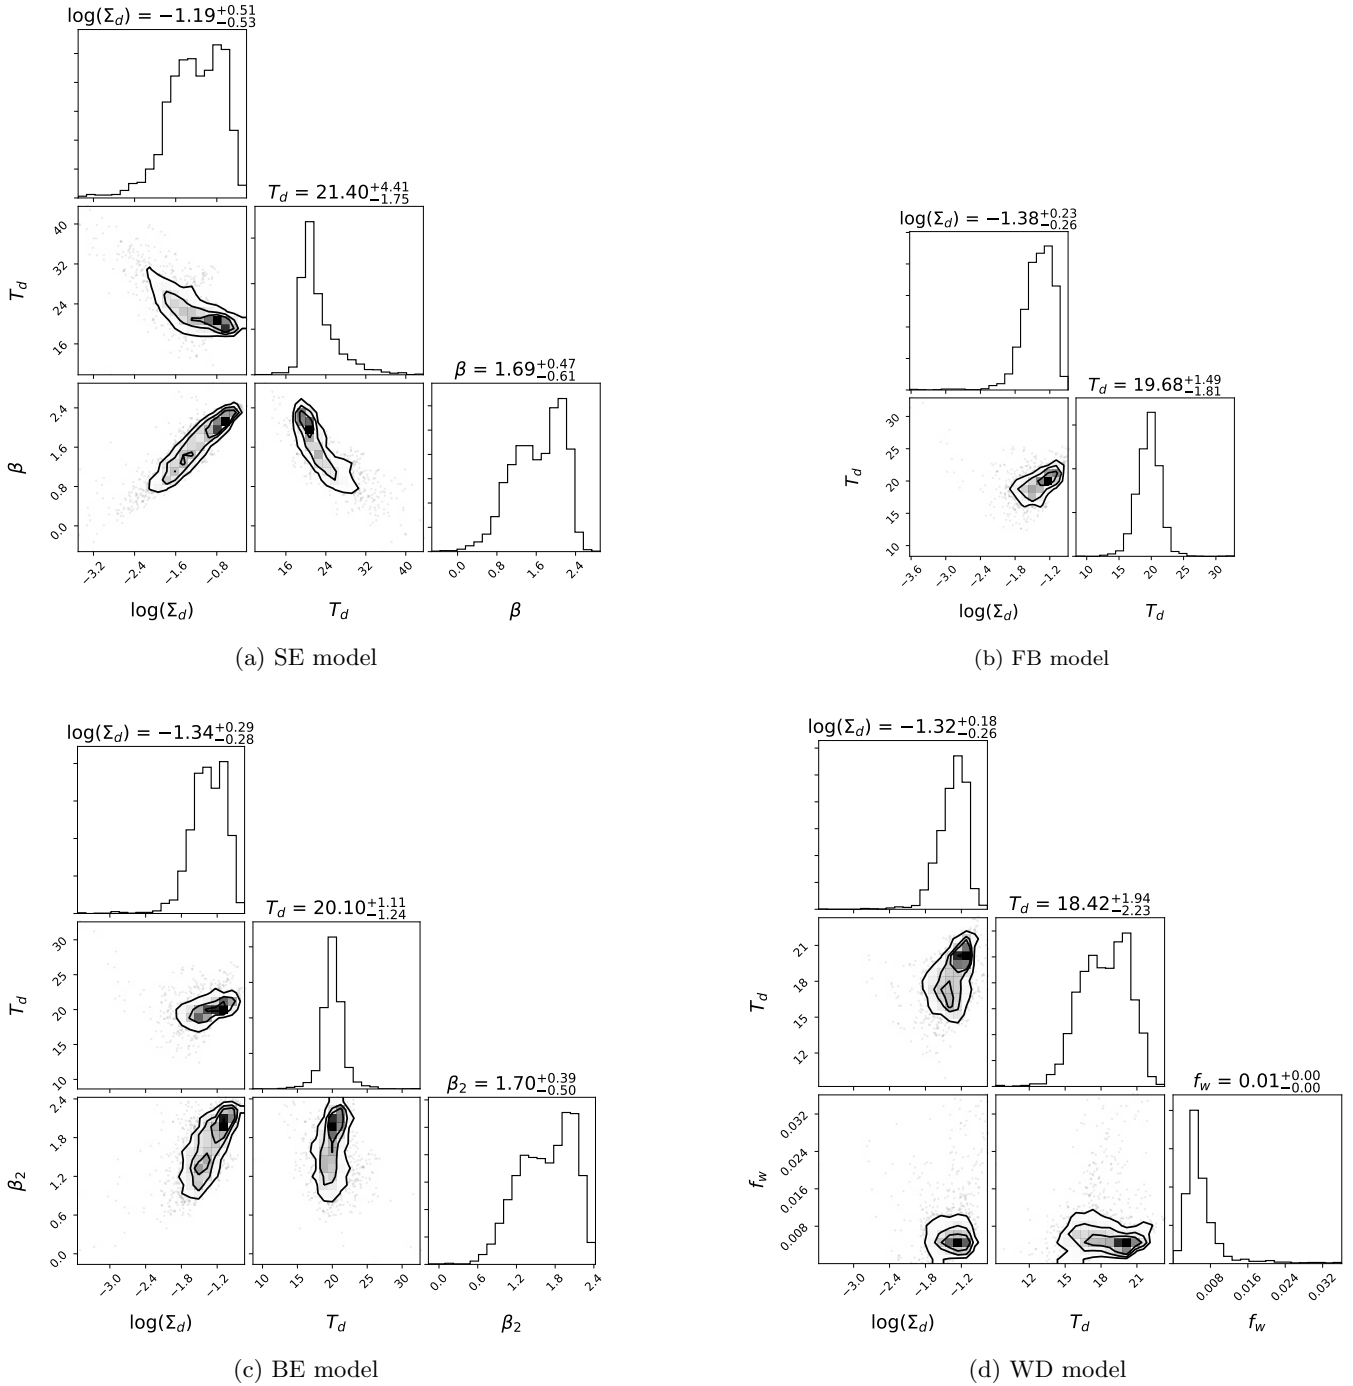 log(Σ_d) = −1.19 +0.51 −0.53
T_d = 21.40 +4.41 −1.75
T_d
40
32
24
16
β = 1.69 +0.47 −0.61
β
2.4
1.6
0.8
0.0
−3.2 −2.4 −1.6 −0.8
16 24 32 40
0.0 0.8 1.6 2.4
log(Σ_d) T_d β
(a) SE model
log(Σ_d) = −1.38 +0.23 −0.26
T_d = 19.68 +1.49 −1.81
T_d
30
25
20
15
10
−3.6 −3.0 −2.4 −1.8 −1.2
10 15 20 25 30
log(Σ_d) T_d
(b) FB model
log(Σ_d) = −1.34 +0.29 −0.28
T_d = 20.10 +1.11 −1.24
T_d
30
25
20
15
10
β₂ = 1.70 +0.39 −0.50
β₂
2.4
1.8
1.2
0.6
0.0
−3.0 −2.4 −1.8 −1.2
10 15 20 25 30
0.0 0.6 1.2 1.8 2.4
log(Σ_d) T_d β₂
(c) BE model
log(Σ_d) = −1.32 +0.18 −0.26
T_d = 18.42 +1.94 −2.23
T_d
21
18
15
12
f_w = 0.01 +0.00 −0.00
f_w
0.032
0.024
0.016
0.008
−3.0 −2.4 −1.8 −1.2
12 15 18 21
0.008 0.016 0.024 0.032
log(Σ_d) T_d f_w
(d) WD model